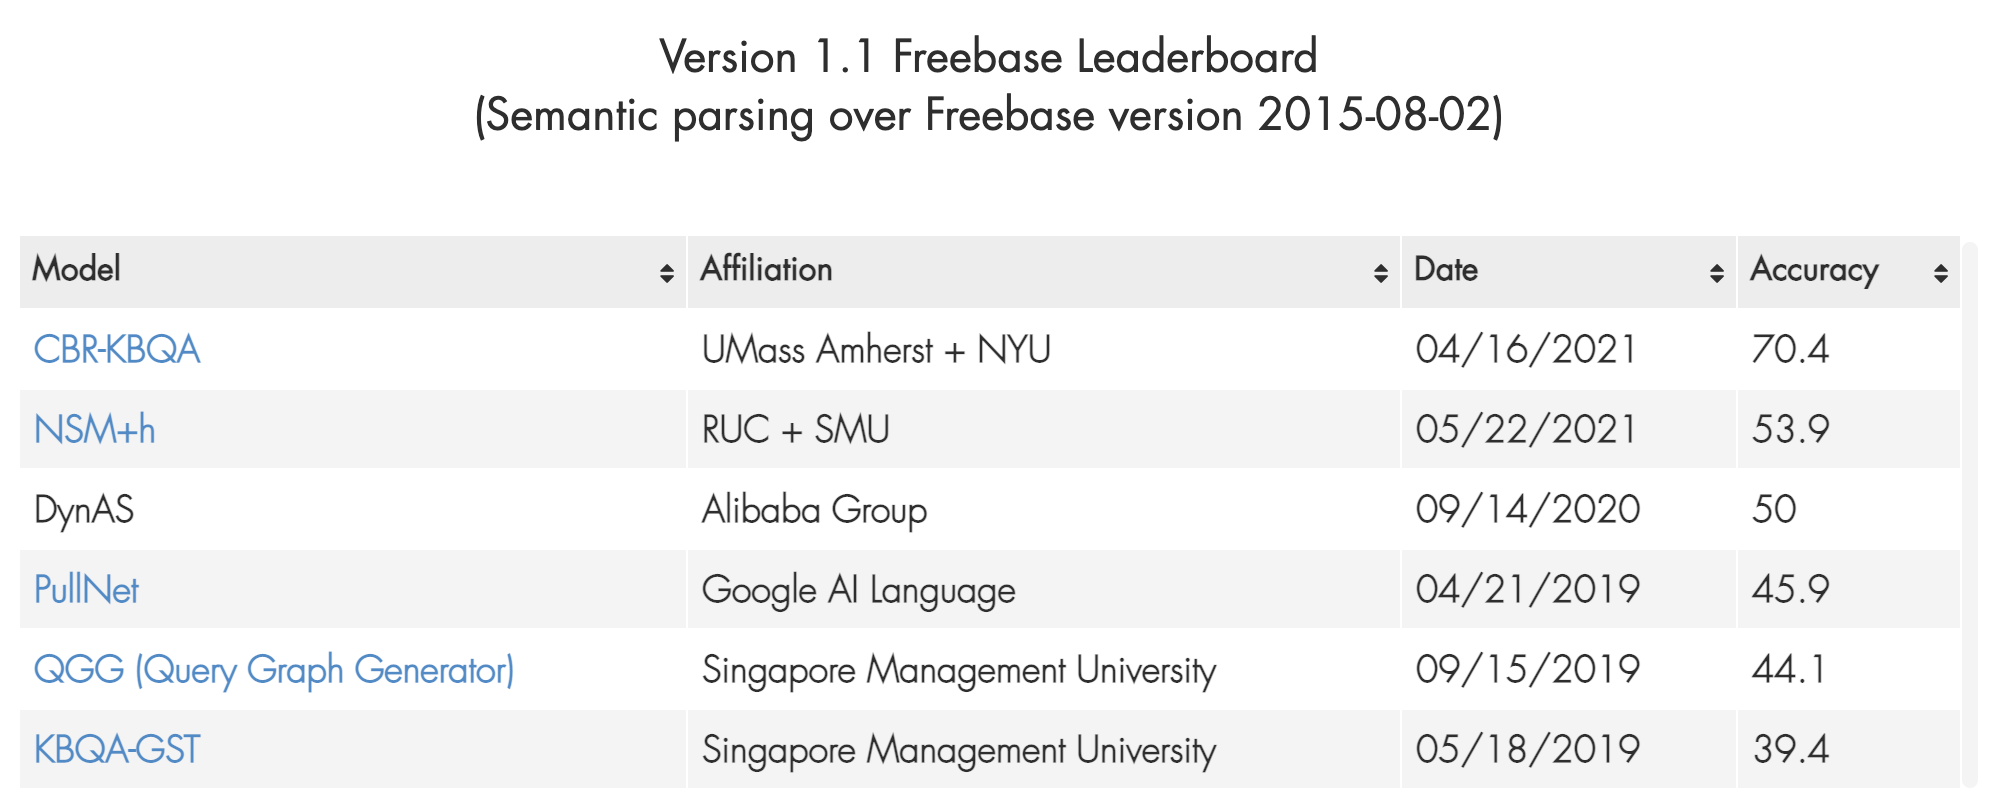 Version 1.1 Freebase Leaderboard
(Semantic parsing over Freebase version 2015-08-02)
Model Affiliation Date Accuracy
CBR-KBQA UMass Amherst + NYU 04/16/2021 70.4
NSM+h RUC + SMU 05/22/2021 53.9
DynAS Alibaba Group 09/14/2020 50
PullNet Google AI Language 04/21/2019 45.9
QGG (Query Graph Generator) Singapore Management University 09/15/2019 44.1
KBQA-GST Singapore Management University 05/18/2019 39.4